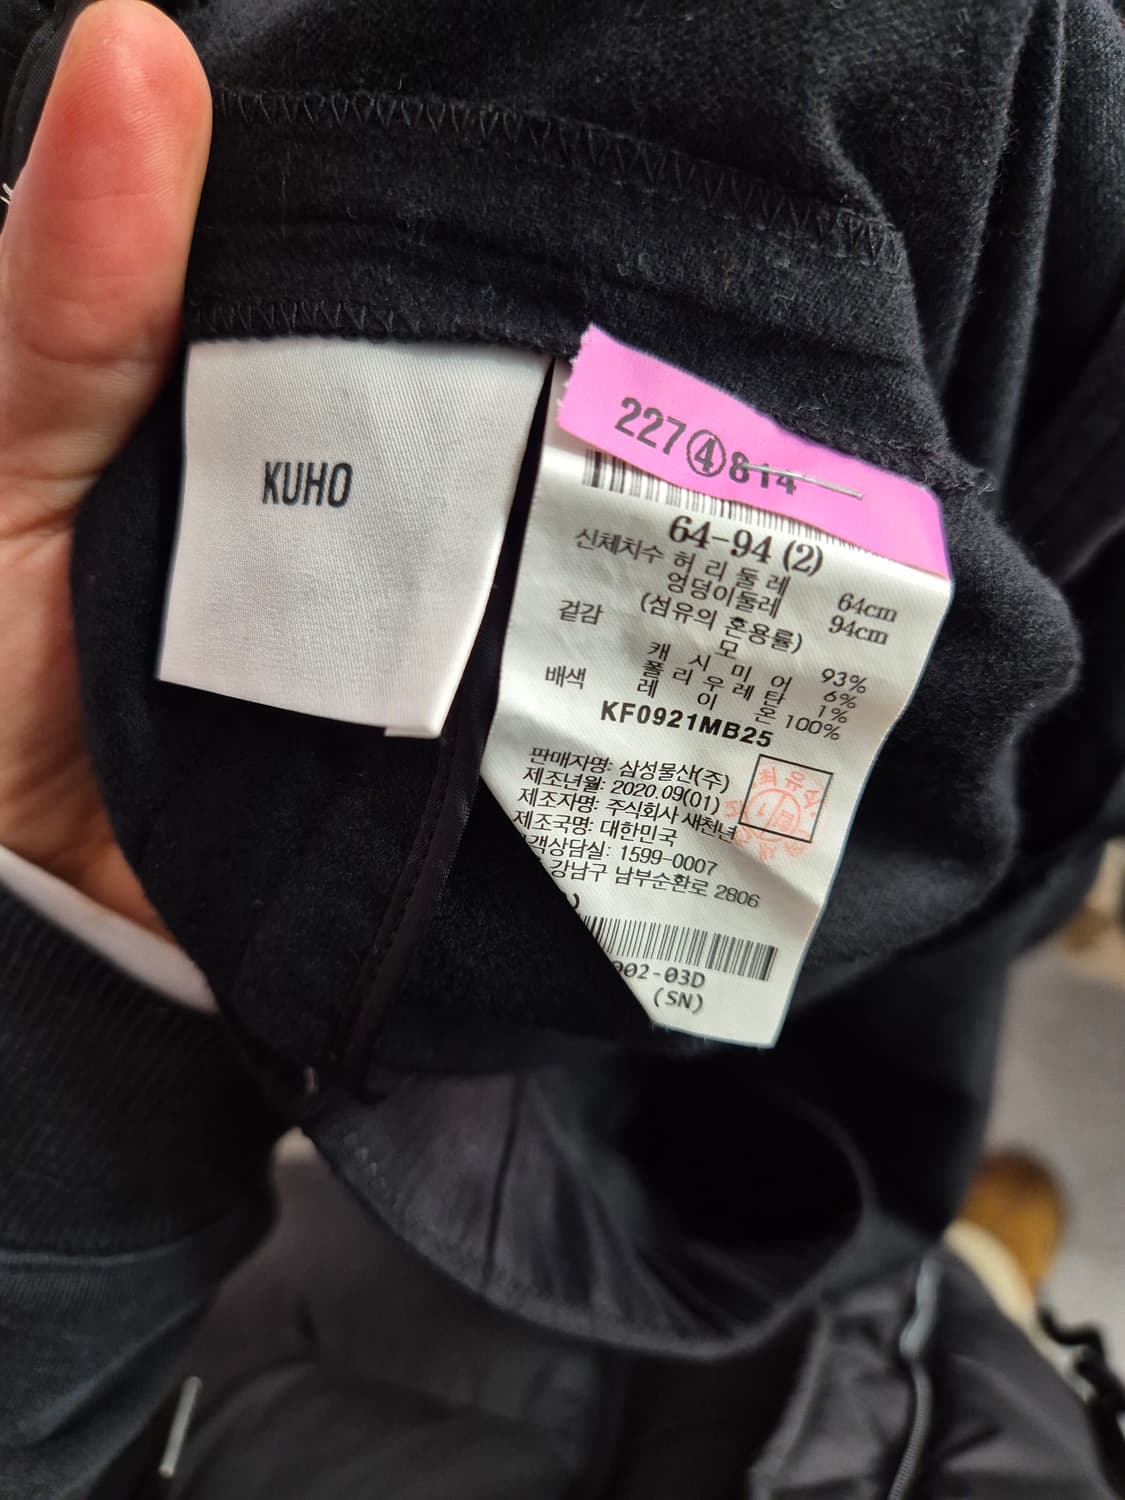 KUHO
227④814
64-94 (2)
신체치수 허 리 둘 레 64cm
엉덩이둘레 94cm
(섬유의 혼용률)
겉감 모 93%
캐 시 미 어 6%
폴 리 우 레 탄 1%
배색 레 이 온 100%
KF0921MB25
판매자명: 삼성물산(주)
제조년월: 2020.09(01)
제조자명: 주식회사 새천년
제조국명: 대한민국
객상담실: 1599-0007
강남구 남부순환로 2806
002-03D
(SN)